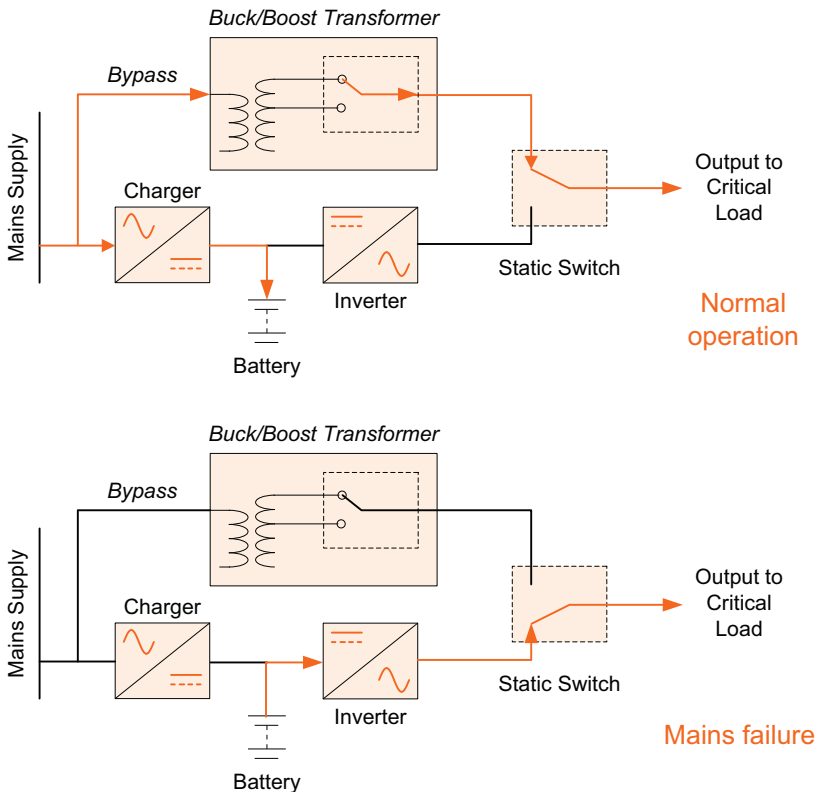 Buck/Boost Transformer
Bypass
Mains Supply
Charger
Output to
Critical
Load
Static Switch
Inverter
Battery
Normal
operation
Buck/Boost Transformer
Bypass
Mains Supply
Charger
Output to
Critical
Load
Static Switch
Inverter
Battery
Mains failure